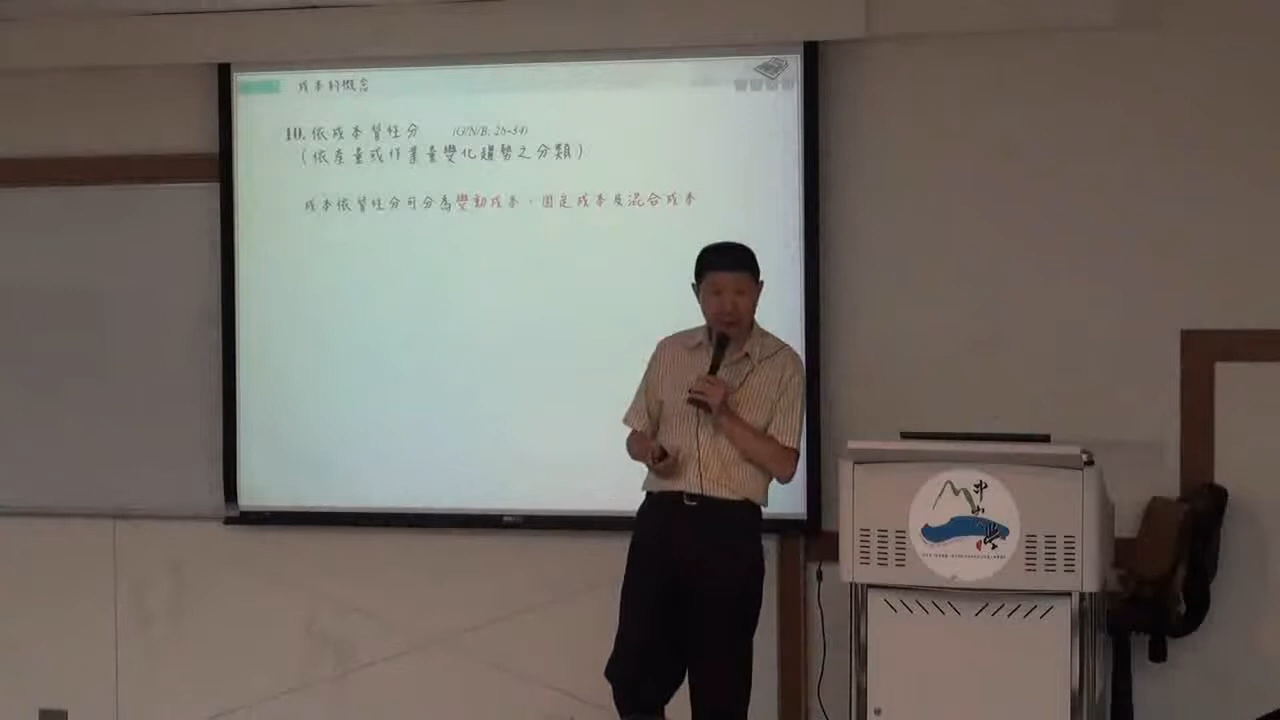 成本的概念
10. 依成本習性分 (G/N/B, 26-34)
(依產量或作業量變化趨勢之分類)
成本依習性分可分為變動成本、固定成本及混合成本
中山學